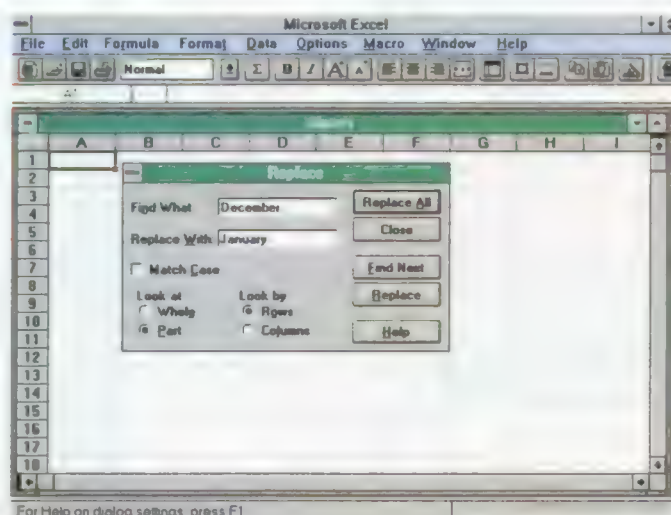 Microsoft Excel
File Edit Formula Format Data Options Macro Window Help
Normal Σ B I A A
A B C D E F G H I
1
2
Replace
3
Find What December Replace All
4
5
Replace With January Close
6
7
Match Case Find Next
8
Look at Look by Replace
9
Whole Rows
10
Part Columns Help
11
12
13
14
15
16
17
18
For Help on dialog settings, press F1